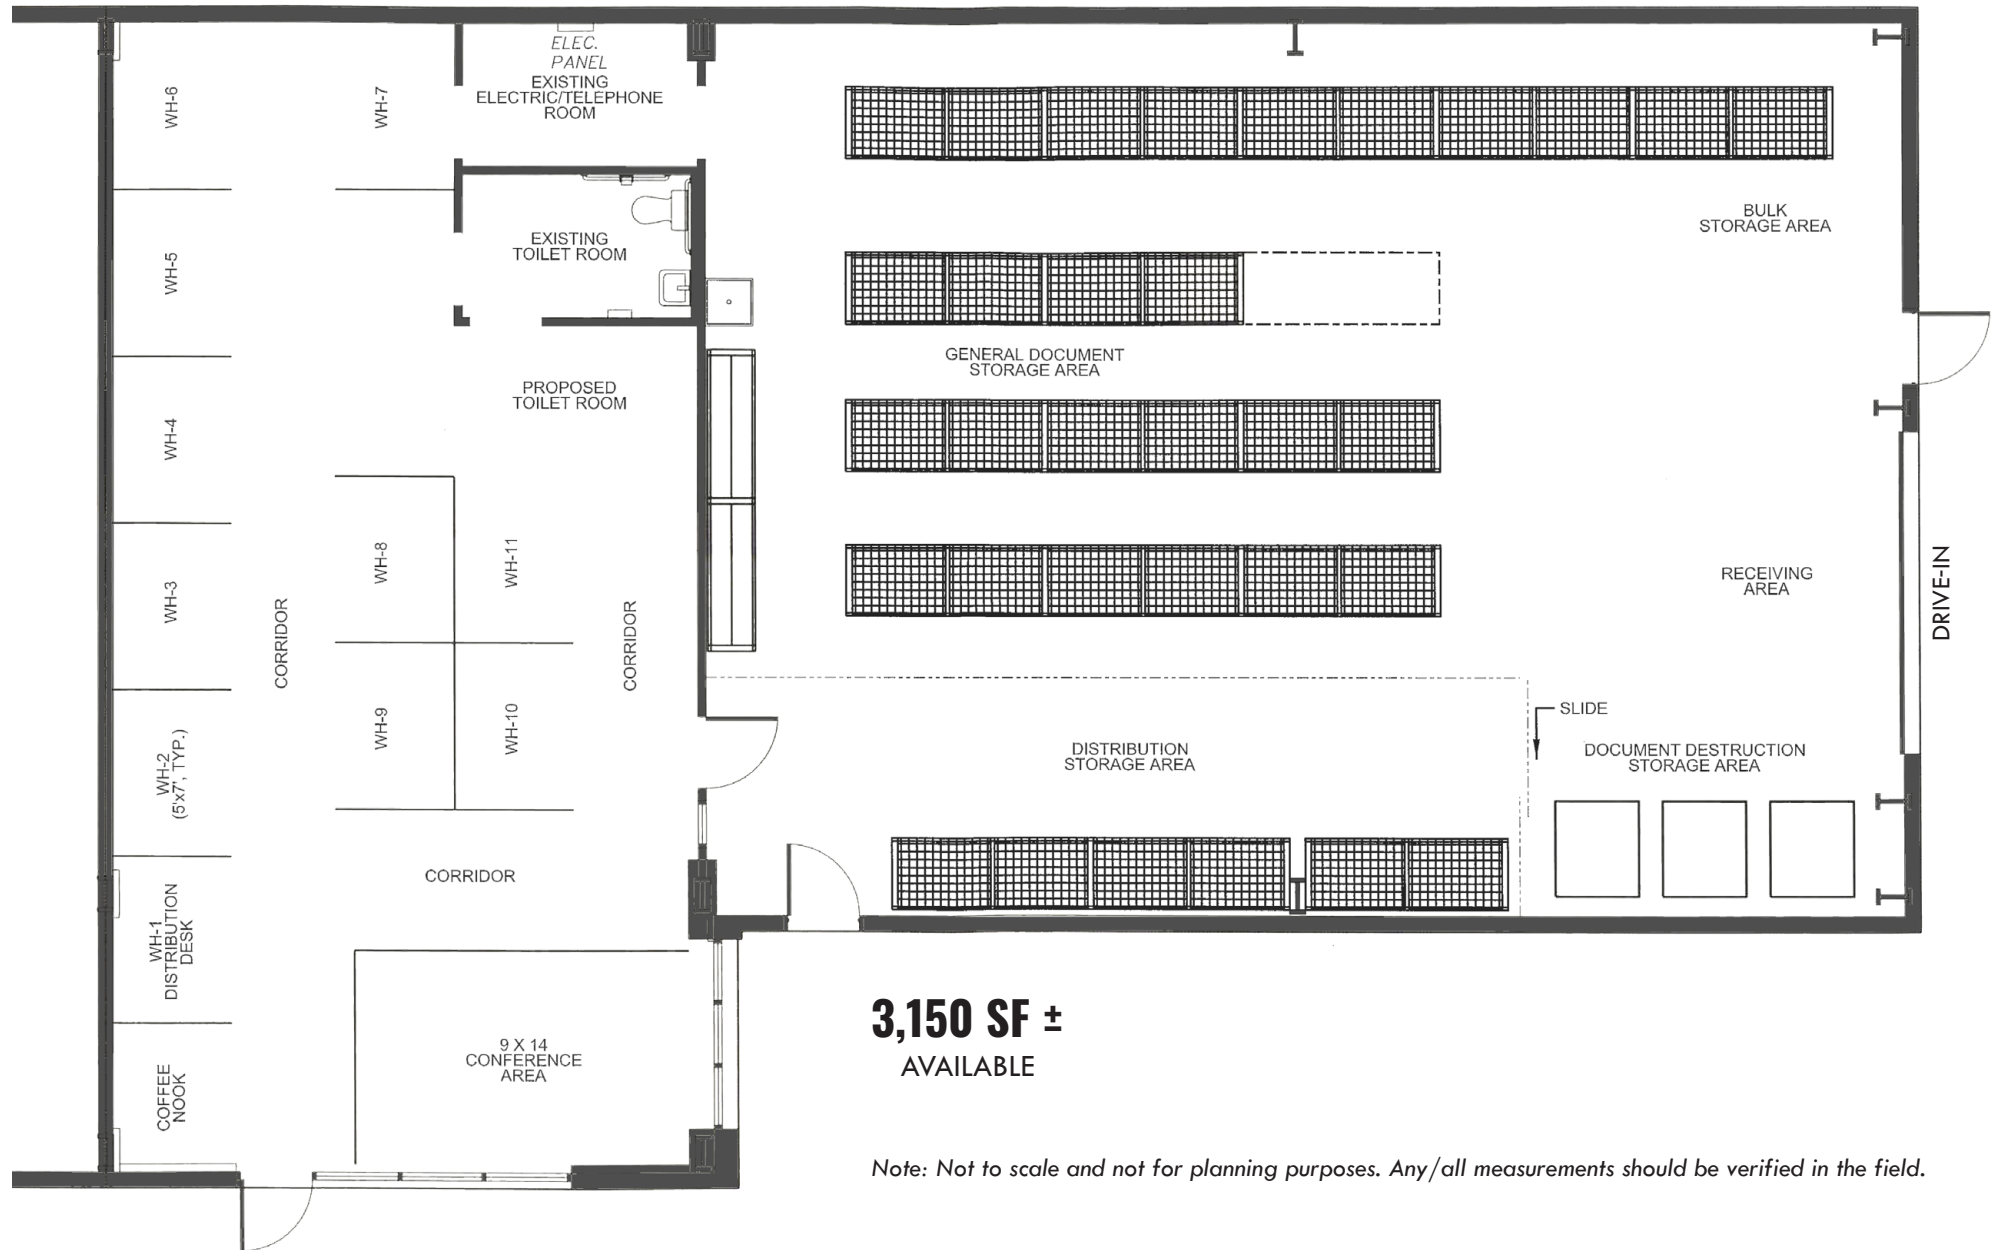 ELEC.
PANEL
EXISTING
ELECTRIC/TELEPHONE
ROOM
WH-6
WH-7
BULK
STORAGE AREA
EXISTING
TOILET ROOM
WH-5
GENERAL DOCUMENT
STORAGE AREA
PROPOSED
TOILET ROOM
WH-4
WH-8
WH-11
WH-3
CORRIDOR
CORRIDOR
RECEIVING
AREA
DRIVE-IN
WH-9
WH-10
WH-2
(5'x7', TYP.)
SLIDE
DISTRIBUTION
STORAGE AREA
DOCUMENT DESTRUCTION
STORAGE AREA
CORRIDOR
WH-1
DISTRIBUTION
DESK
9 X 14
CONFERENCE
AREA
COFFEE
NOOK
3,150 SF ±
AVAILABLE
Note: Not to scale and not for planning purposes. Any/all measurements should be verified in the field.